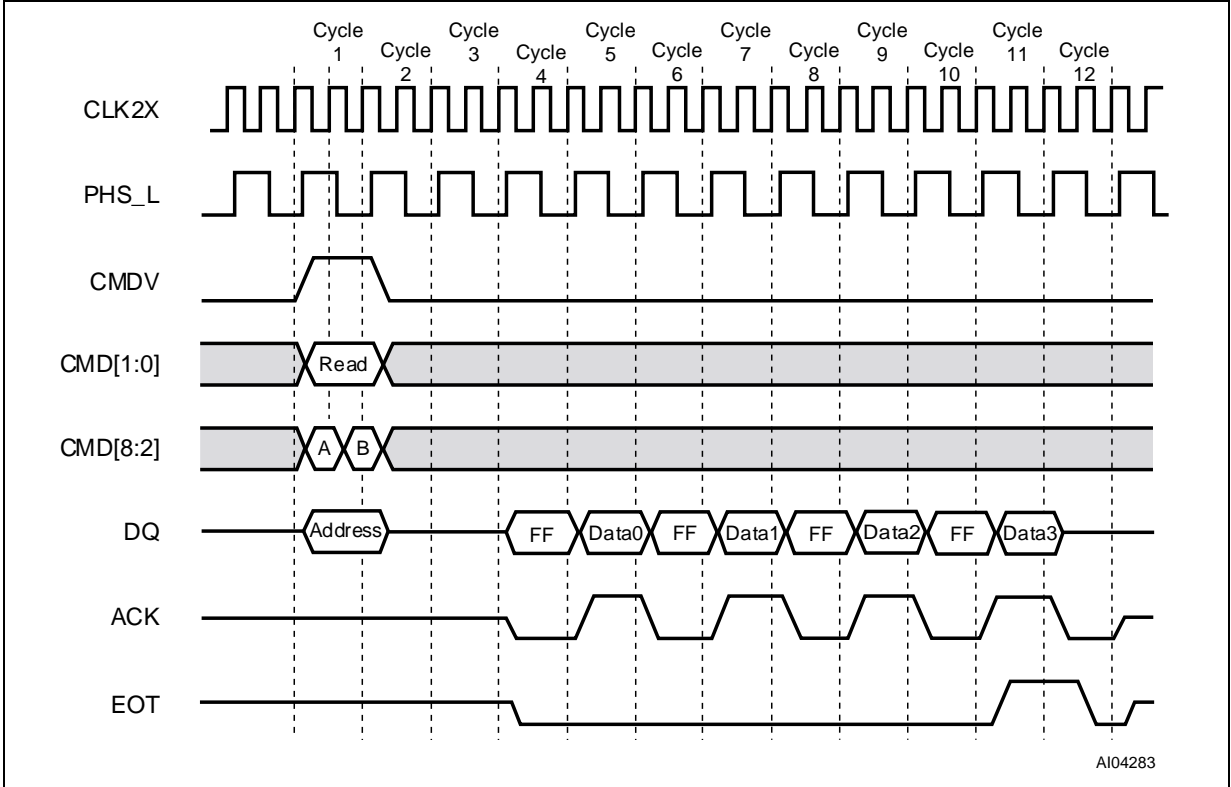 Cycle 1
Cycle 2
Cycle 3
Cycle 4
Cycle 5
Cycle 6
Cycle 7
Cycle 8
Cycle 9
Cycle 10
Cycle 11
Cycle 12
CLK2X
PHS_L
CMDV
CMD[1:0]
Read
CMD[8:2]
A
B
DQ
Address
FF
Data0
FF
Data1
FF
Data2
FF
Data3
ACK
EOT
AI04283